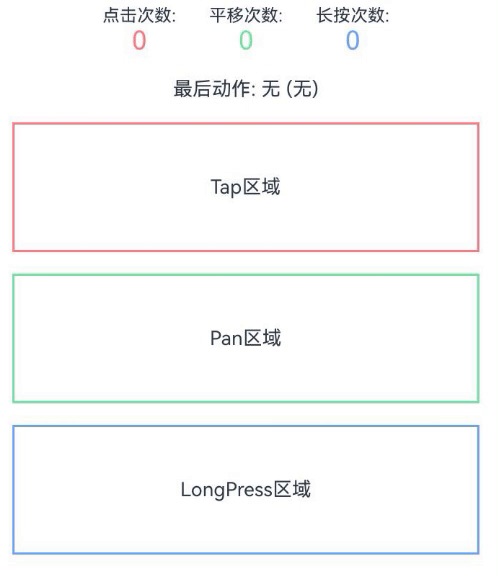 点击次数: 平移次数: 长按次数:
0 0 0
最后动作: 无 (无)
Tap区域
Pan区域
LongPress区域